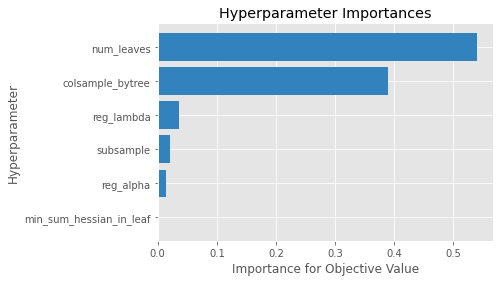 Hyperparameter Importances
Hyperparameter
num_leaves
colsample_bytree
reg_lambda
subsample
reg_alpha
min_sum_hessian_in_leaf
0.0 0.1 0.2 0.3 0.4 0.5
Importance for Objective Value